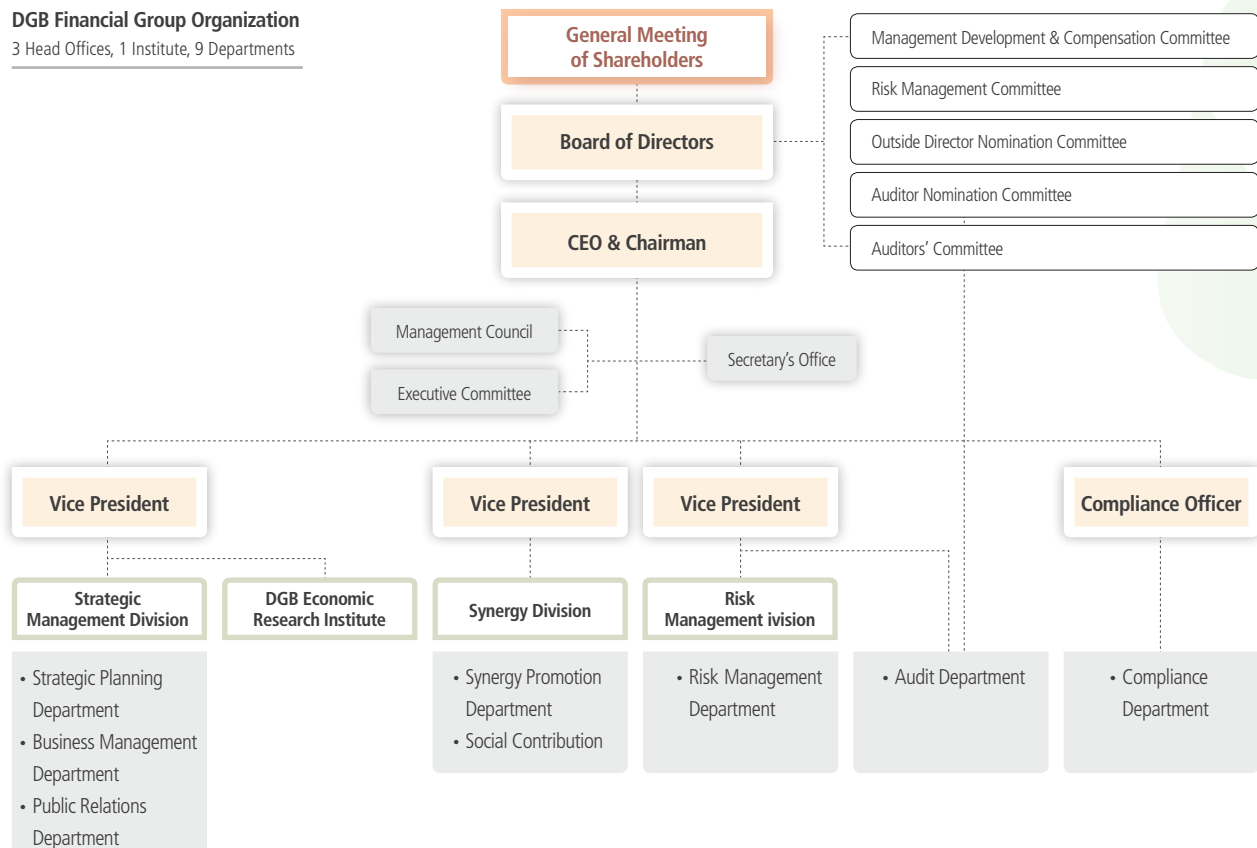 DGB Financial Group Organization
3 Head Offices, 1 Institute, 9 Departments
General Meeting
of Shareholders
Board of Directors
CEO & Chairman
Management Development & Compensation Committee
Risk Management Committee
Outside Director Nomination Committee
Auditor Nomination Committee
Auditors’ Committee
Management Council
Executive Committee
Secretary’s Office
Vice President
Vice President
Vice President
Compliance Officer
Strategic
Management Division
DGB Economic
Research Institute
Synergy Division
Risk
Management ivision
• Strategic Planning
Department
• Business Management
Department
• Public Relations
Department
• Synergy Promotion
Department
• Social Contribution
• Risk Management
Department
• Audit Department
• Compliance
Department